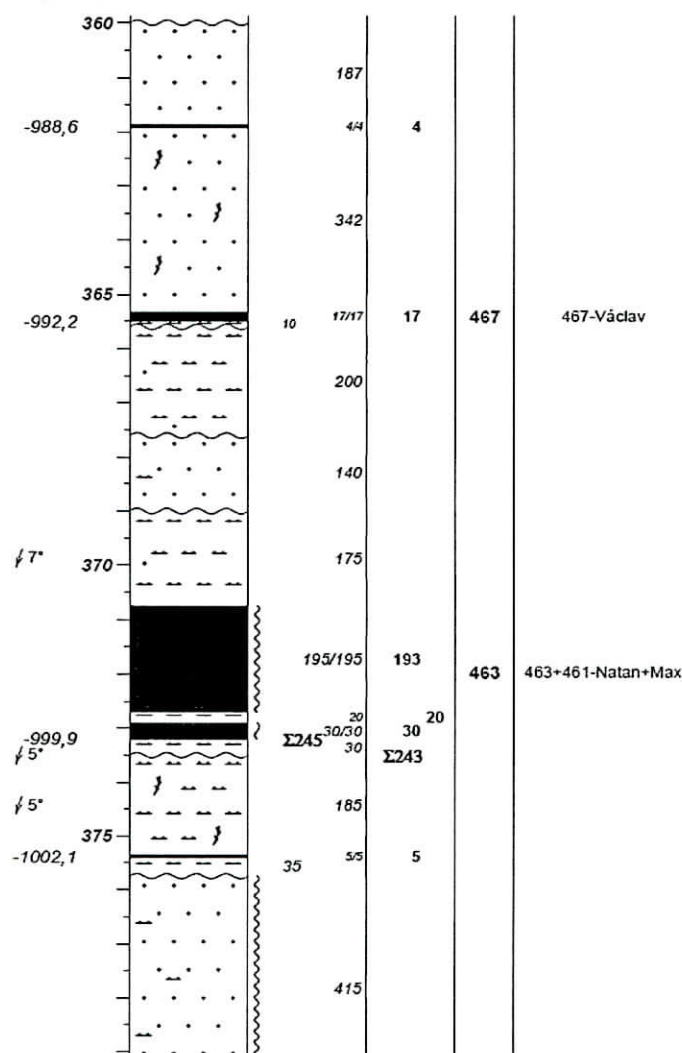 360
187
-988,6 4/4 4
342
365
-992,2 10 17/17 17 467 467-Václav
200
140
↓ 7° 370 175
195/195 193 463 463+461-Natan+Max
20 20
-999,9 Σ245 30/30 30
↓ 5° 30 Σ243
↓ 5° 185
375
-1002,1 35 5/5 5
415